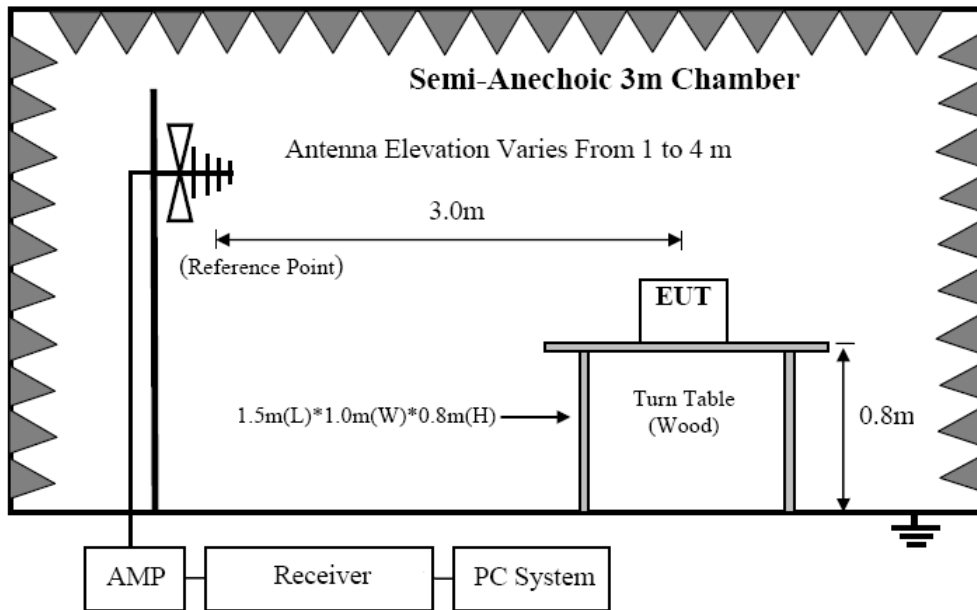 Semi-Anechoic 3m Chamber
Antenna Elevation Varies From 1 to 4 m
3.0m
(Reference Point)
EUT
1.5m(L)*1.0m(W)*0.8m(H)
Turn Table
(Wood)
0.8m
AMP
Receiver
PC System